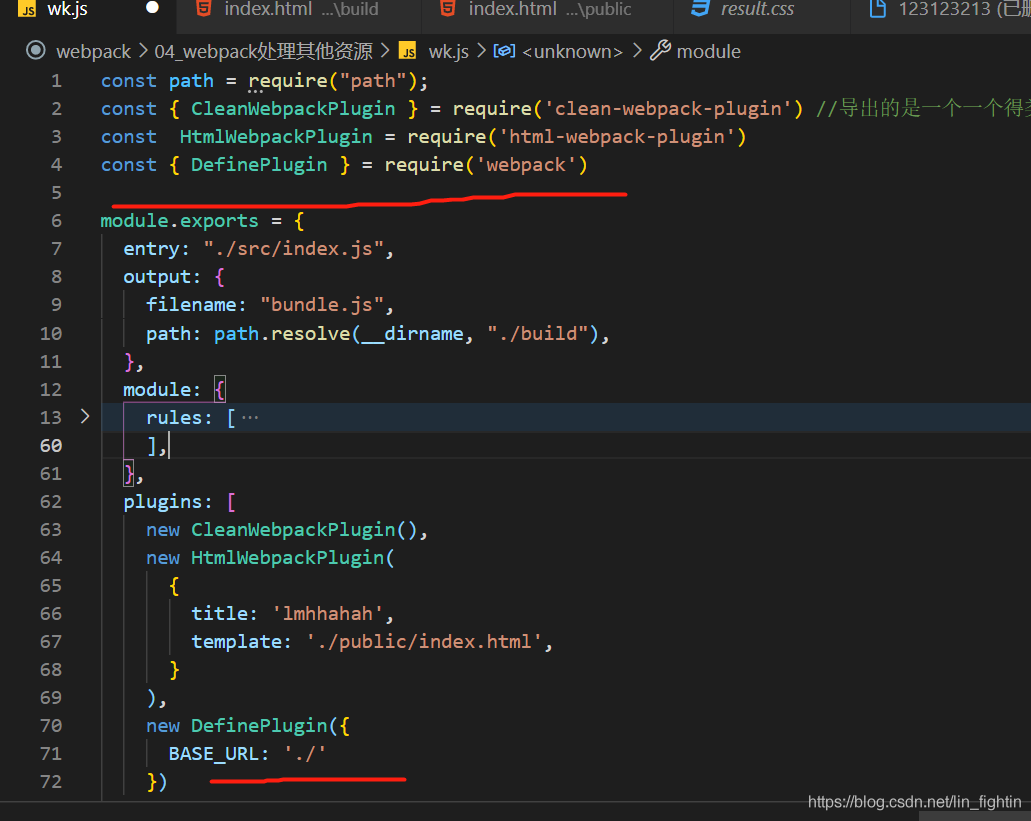 wk.js index.html ...\build index.html ...\public result.css 123123213 (已
webpack > 04_webpack处理其他资源 > JS wk.js > <unknown> > module
1 const path = require("path");
2 const { CleanWebpackPlugin } = require('clean-webpack-plugin') //导出的是一个一个得
3 const  HtmlWebpackPlugin = require('html-webpack-plugin')
4 const { DefinePlugin } = require('webpack')
5
6 module.exports = {
7 entry: "./src/index.js",
8 output: {
9 filename: "bundle.js",
10 path: path.resolve(__dirname, "./build"),
11 },
12 module: {
13 rules: [ ···
60 ],
61 },
62 plugins: [
63 new CleanWebpackPlugin(),
64 new HtmlWebpackPlugin(
65 {
66 title: 'lmhhahah',
67 template: './public/index.html',
68 }
69 ),
70 new DefinePlugin({
71 BASE_URL: './'
72 })
https://blog.csdn.net/lin_fightin